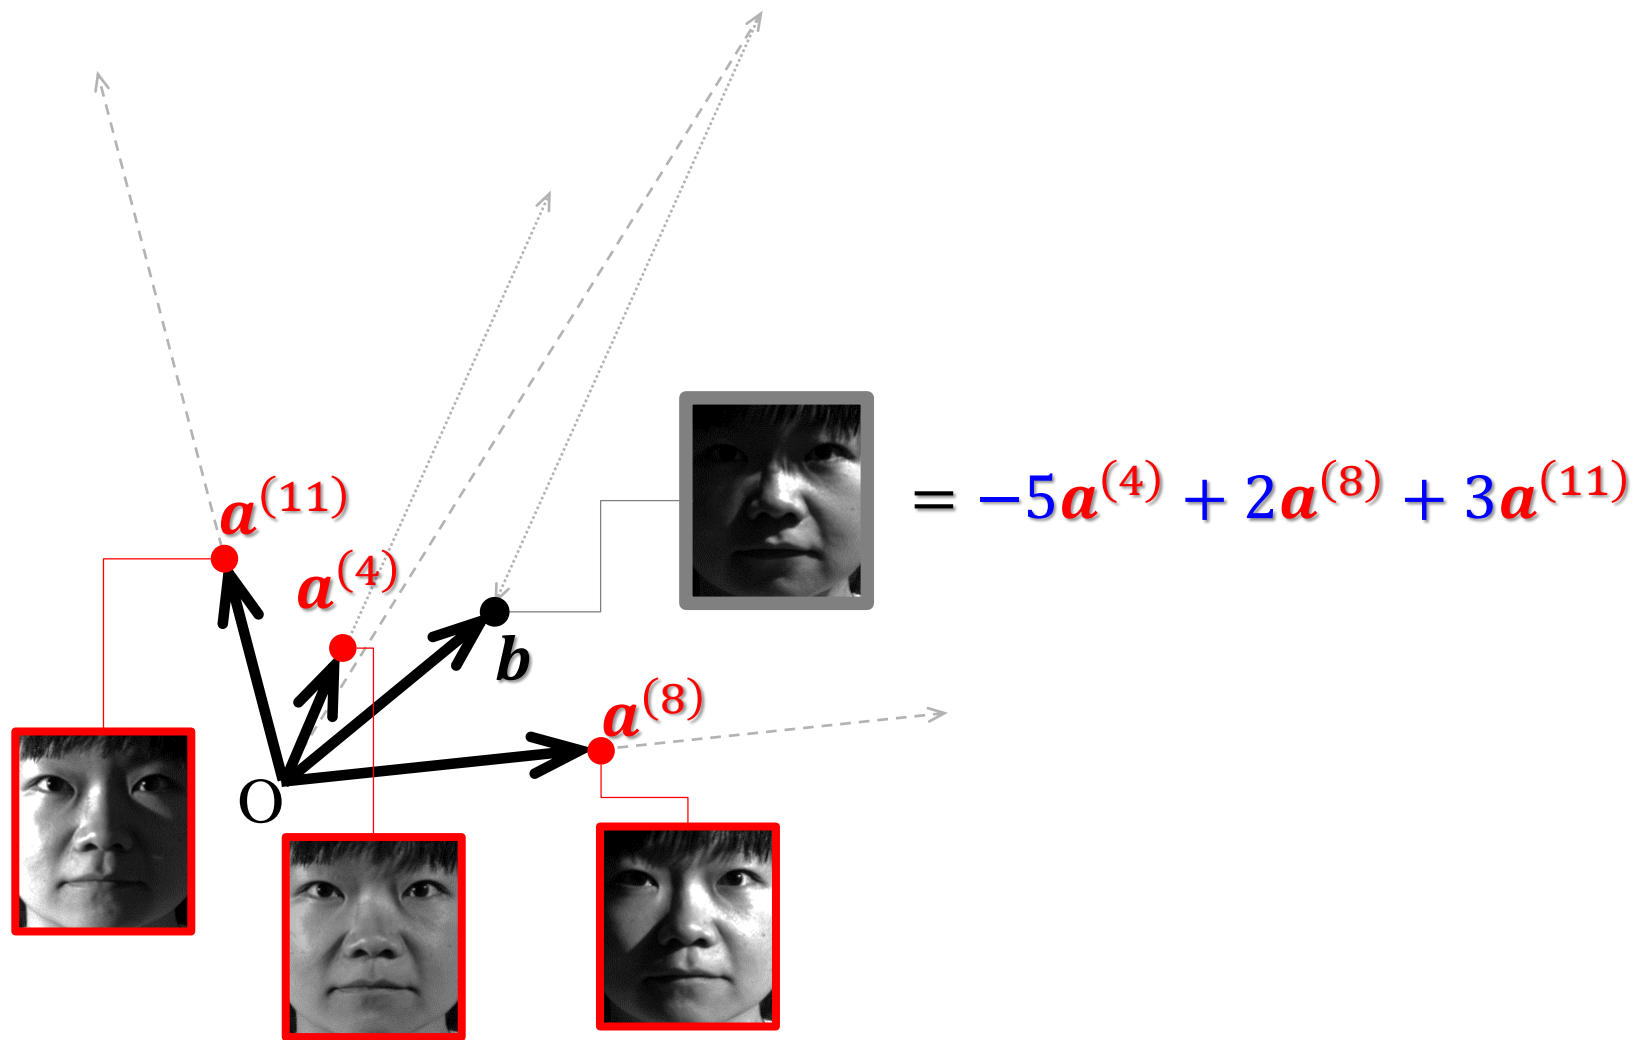 a^(11)
a^(4)
= −5a^(4) + 2a^(8) + 3a^(11)
b
a^(8)
O